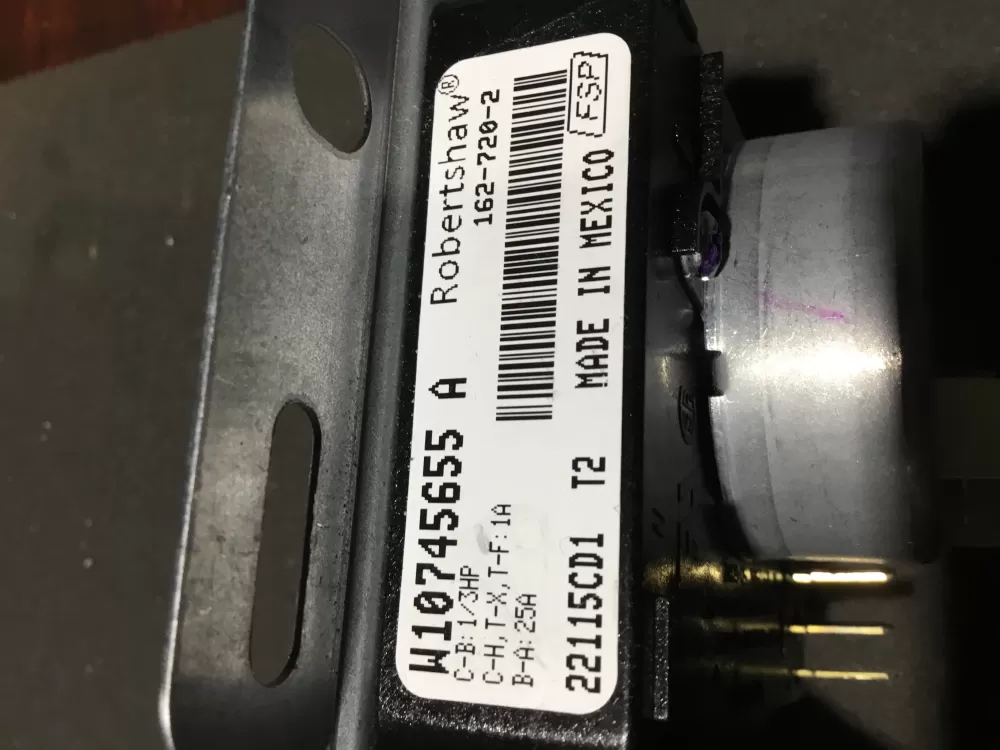 W10745655 A Robertshaw®
C-B:1/3HP 162-720-2
C-H,T-X,T-F:1A
B-A:25A
22115CD1 T2 MADE IN MEXICO FSP